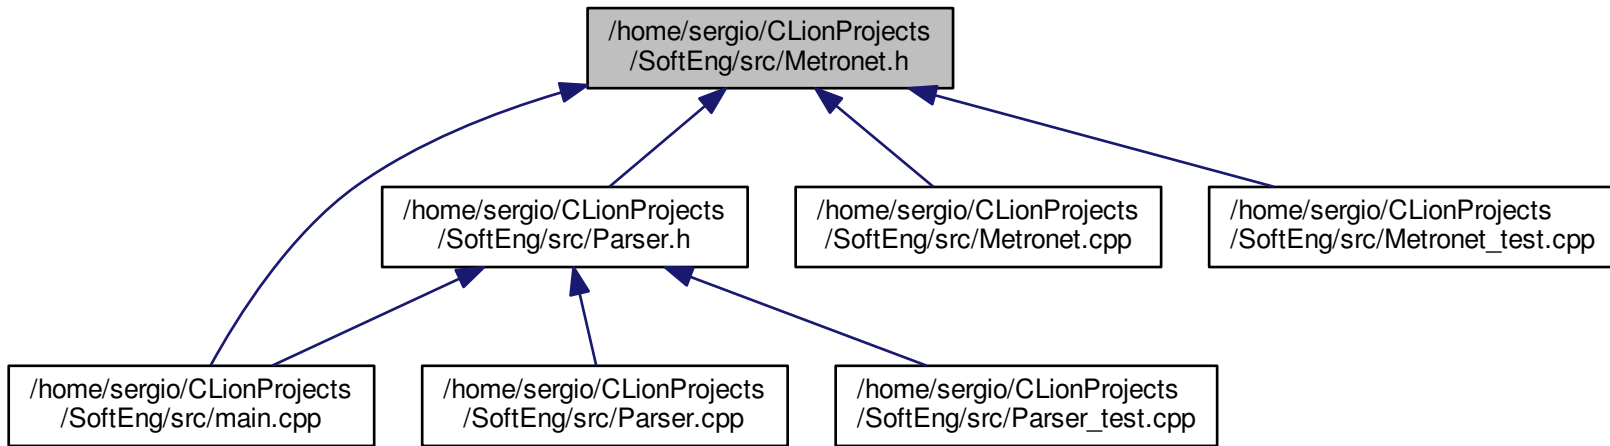 /home/sergio/CLionProjects
/SoftEng/src/Metronet.h
/home/sergio/CLionProjects
/SoftEng/src/Parser.h
/home/sergio/CLionProjects
/SoftEng/src/Metronet.cpp
/home/sergio/CLionProjects
/SoftEng/src/Metronet_test.cpp
/home/sergio/CLionProjects
/SoftEng/src/main.cpp
/home/sergio/CLionProjects
/SoftEng/src/Parser.cpp
/home/sergio/CLionProjects
/SoftEng/src/Parser_test.cpp